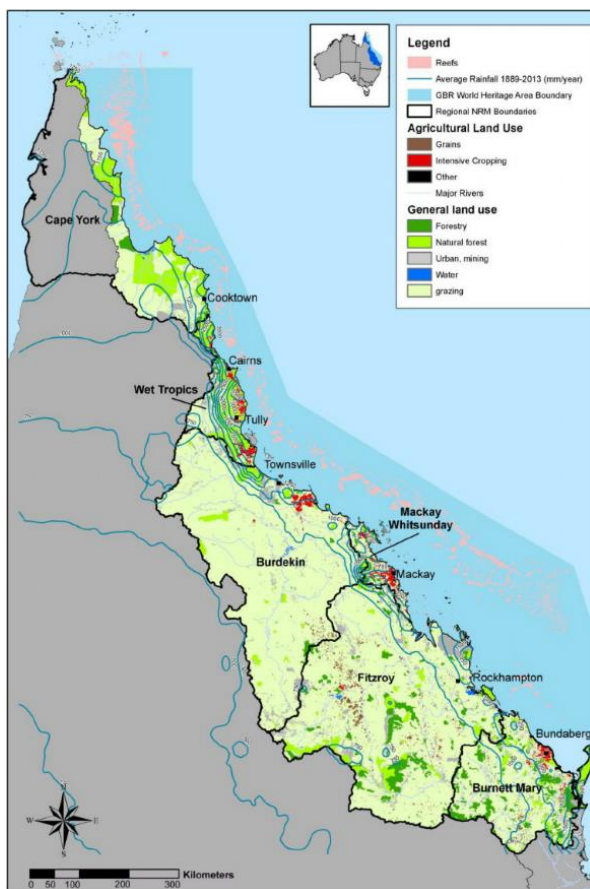 Legend
Reefs
Average Rainfall 1889-2013 (mm/year)
GBR World Heritage Area Boundary
Regional NRM Boundaries
Agricultural Land Use
Grains
Intensive Cropping
Other
Major Rivers
General land use
Forestry
Natural forest
Urban, mining
Water
grazing
Cape York
Cooktown
Cairns
Wet Tropics
Tully
Townsville
Mackay
Whitsunday
Mackay
Burdekin
Fitzroy
Rockhampton
Bundaberg
Burnett Mary
N
W
E
S
Kilometers
0 50 100 200 300